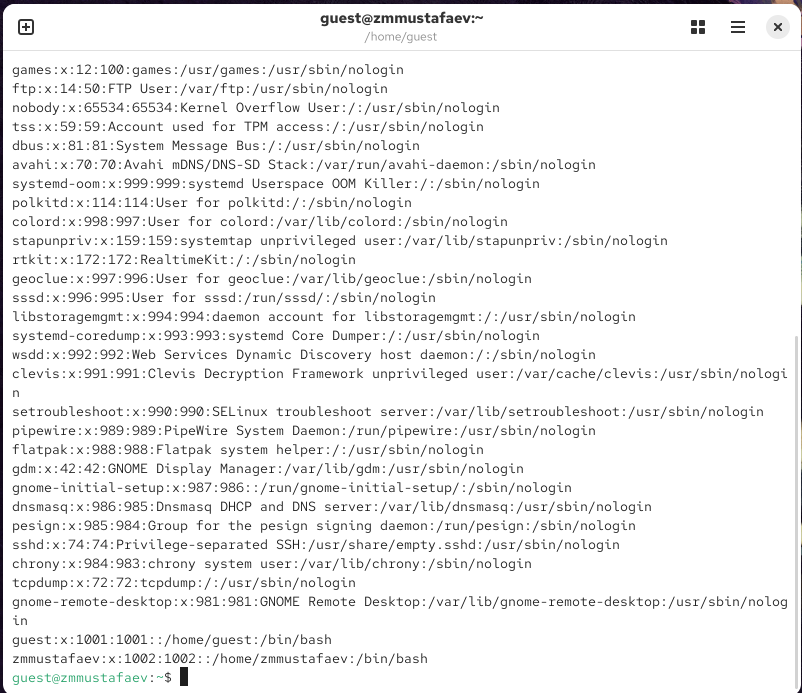 guest@zmmustafaev:~
/home/guest
games:x:12:100:games:/usr/games:/usr/sbin/nologin
ftp:x:14:50:FTP User:/var/ftp:/usr/sbin/nologin
nobody:x:65534:65534:Kernel Overflow User:/:/usr/sbin/nologin
tss:x:59:59:Account used for TPM access:/:/usr/sbin/nologin
dbus:x:81:81:System Message Bus:/:/usr/sbin/nologin
avahi:x:70:70:Avahi mDNS/DNS-SD Stack:/var/run/avahi-daemon:/sbin/nologin
systemd-oom:x:999:999:systemd Userspace OOM Killer:/:/sbin/nologin
polkitd:x:114:114:User for polkitd:/:/sbin/nologin
colord:x:998:997:User for colord:/var/lib/colord:/sbin/nologin
stapunpriv:x:159:159:systemtap unprivileged user:/var/lib/stapunpriv:/sbin/nologin
rtkit:x:172:172:RealtimeKit:/:/sbin/nologin
geoclue:x:997:996:User for geoclue:/var/lib/geoclue:/sbin/nologin
sssd:x:996:995:User for sssd:/run/sssd/:/sbin/nologin
libstoragemgmt:x:994:994:daemon account for libstoragemgmt:/:/usr/sbin/nologin
systemd-coredump:x:993:993:systemd Core Dumper:/:/usr/sbin/nologin
wsdd:x:992:992:Web Services Dynamic Discovery host daemon:/:/sbin/nologin
clevis:x:991:991:Clevis Decryption Framework unprivileged user:/var/cache/clevis:/usr/sbin/nologi
n
setroubleshoot:x:990:990:SELinux troubleshoot server:/var/lib/setroubleshoot:/usr/sbin/nologin
pipewire:x:989:989:PipeWire System Daemon:/run/pipewire:/usr/sbin/nologin
flatpak:x:988:988:Flatpak system helper:/:/usr/sbin/nologin
gdm:x:42:42:GNOME Display Manager:/var/lib/gdm:/usr/sbin/nologin
gnome-initial-setup:x:987:986::/run/gnome-initial-setup/:/sbin/nologin
dnsmasq:x:986:985:Dnsmasq DHCP and DNS server:/var/lib/dnsmasq:/usr/sbin/nologin
pesign:x:985:984:Group for the pesign signing daemon:/run/pesign:/sbin/nologin
sshd:x:74:74:Privilege-separated SSH:/usr/share/empty.sshd:/usr/sbin/nologin
chrony:x:984:983:chrony system user:/var/lib/chrony:/sbin/nologin
tcpdump:x:72:72:tcpdump:/:/usr/sbin/nologin
gnome-remote-desktop:x:981:981:GNOME Remote Desktop:/var/lib/gnome-remote-desktop:/usr/sbin/nolog
in
guest:x:1001:1001::/home/guest:/bin/bash
zmmustafaev:x:1002:1002::/home/zmmustafaev:/bin/bash
guest@zmmustafaev:~$